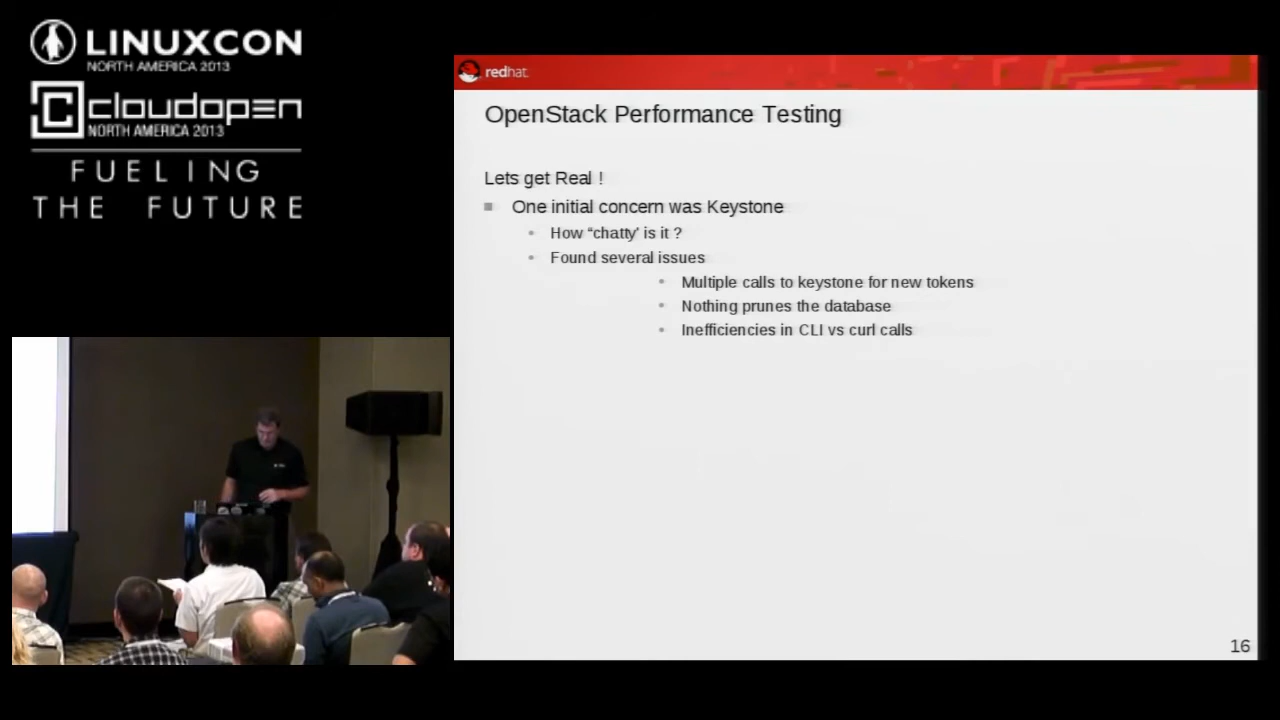 LINUXCON
NORTH AMERICA 2013
cloudopen
NORTH AMERICA 2013
FUELING
THE FUTURE
redhat.
OpenStack Performance Testing
Lets get Real !
One initial concern was Keystone
How “chatty’ is it ?
Found several issues
Multiple calls to keystone for new tokens
Nothing prunes the database
Inefficiencies in CLI vs curl calls
16